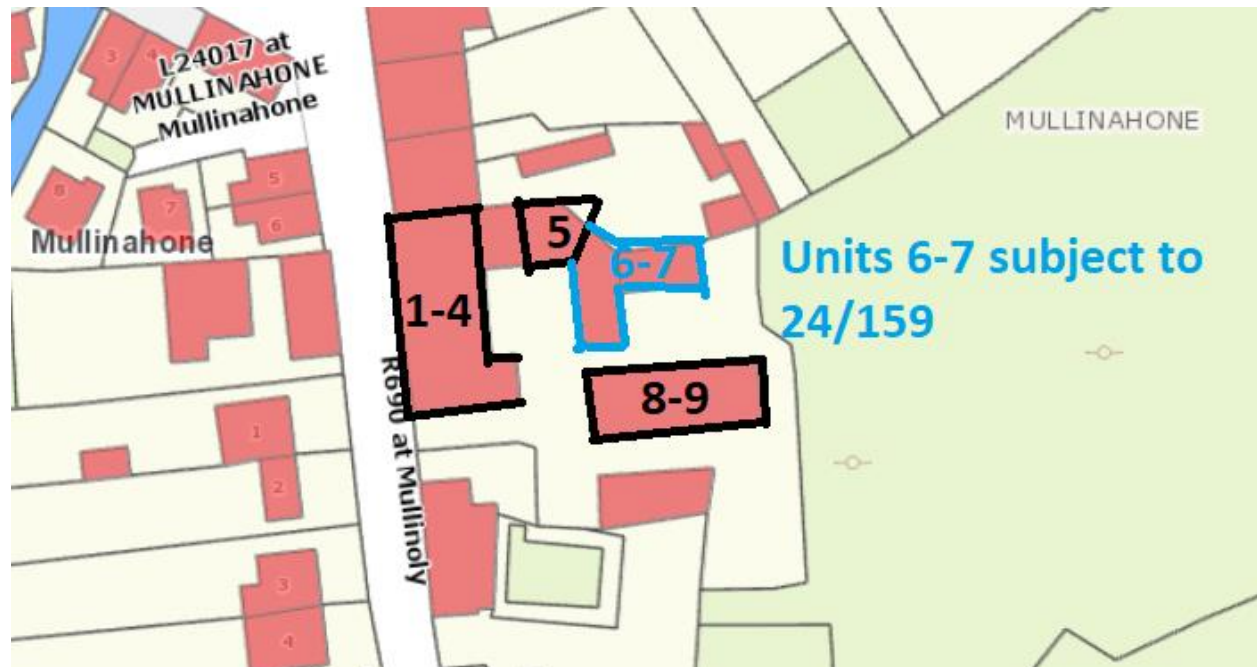 3
4
L24017 at
MULLINAHONE
Mullinahone
MULLINAHONE
8
7
5
6
Mullinahone
5
6-7
Units 6-7 subject to
24/159
1-4
8-9
R690 at Mullinoly
1
2
3
4